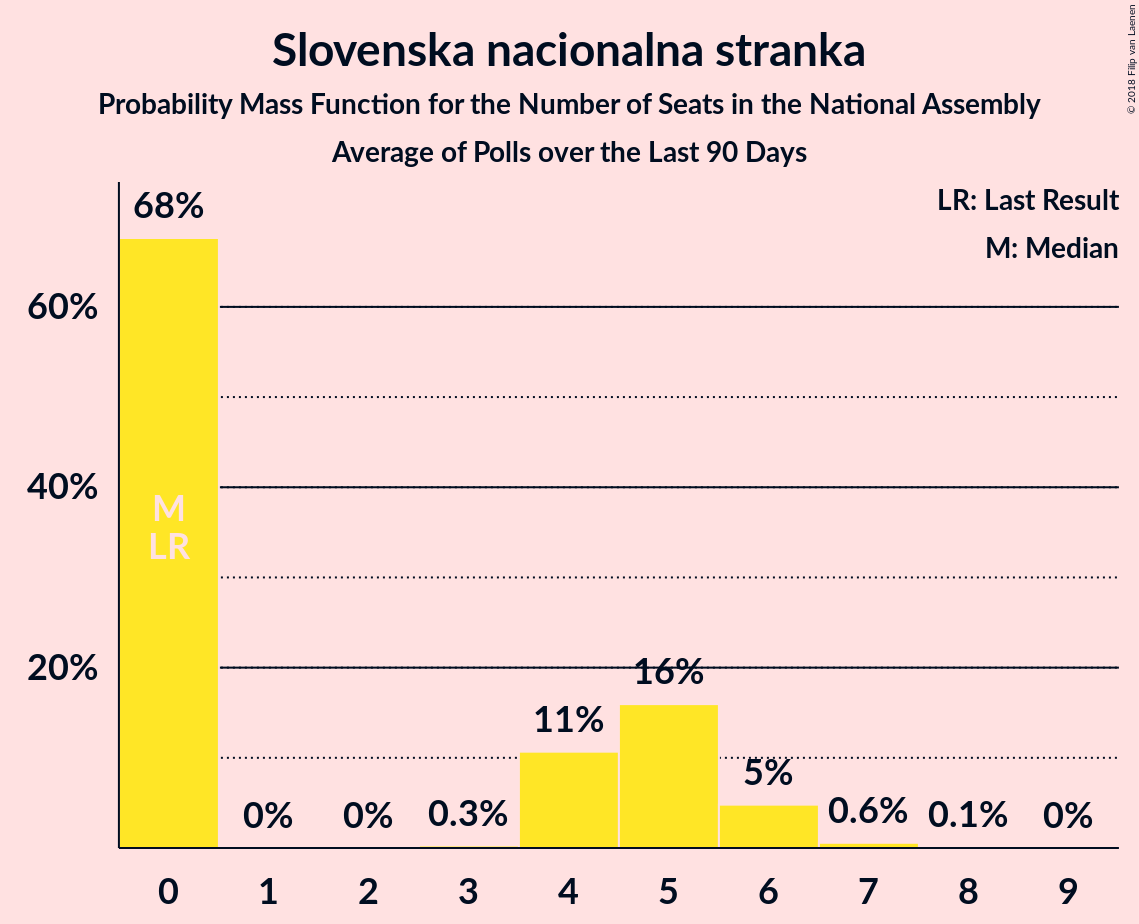 Slovenska nacionalna stranka
Probability Mass Function for the Number of Seats in the National Assembly
Average of Polls over the Last 90 Days
© 2018 Filip van Laenen
LR: Last Result
M: Median
68%
60%
40%
20%
M
LR
0%
0%
0.3%
11%
16%
5%
0.6%
0.1%
0%
0 1 2 3 4 5 6 7 8 9